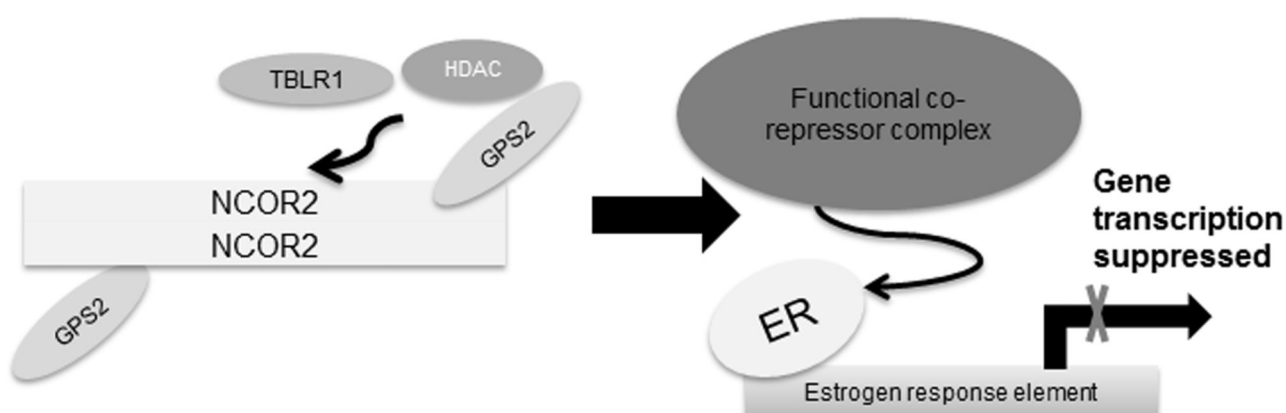 TBLR1
HDAC
GPS2
NCOR2
NCOR2
GPS2
Functional co-
repressor complex
Gene
transcription
suppressed
ER
Estrogen response element